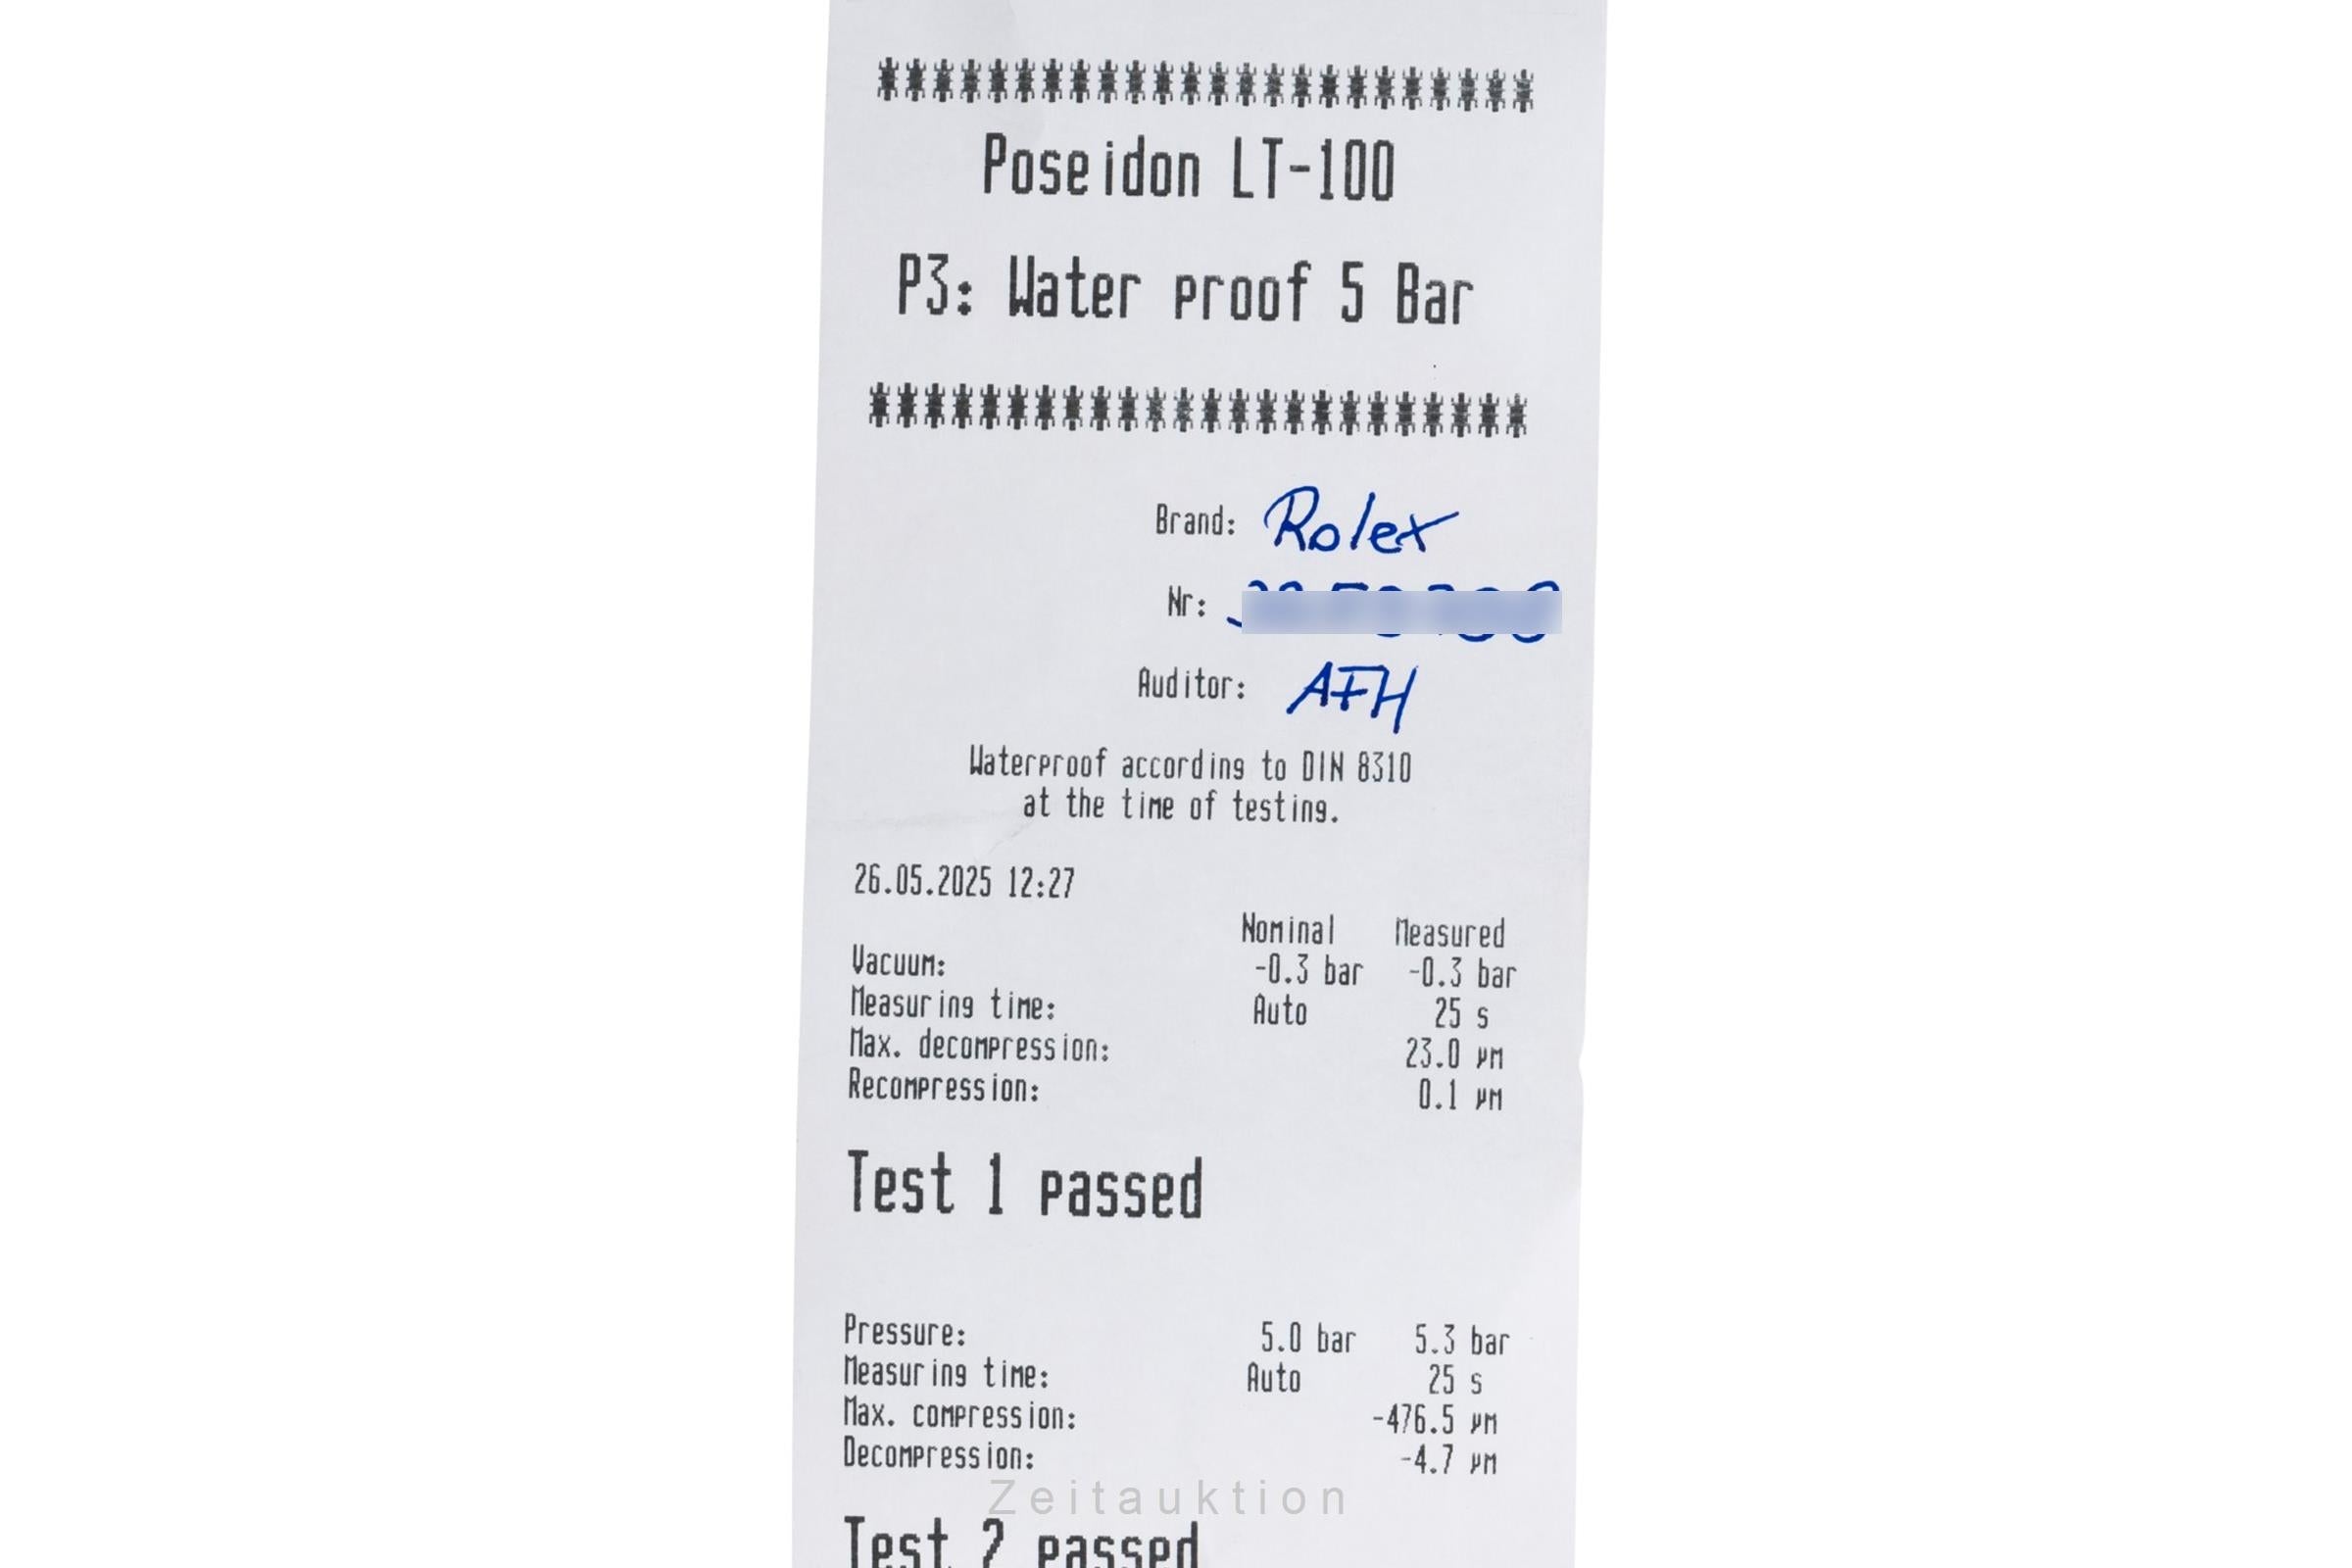 ************************
Poseidon LT-100
P3: Water proof 5 Bar
************************
Brand: Rolex
Nr:
Auditor: AFH
Waterproof according to DIN 8310
at the time of testing.
26.05.2025 12:27
Nominal Measured
Vacuum: -0.3 bar -0.3 bar
Measuring time: Auto 25 s
Max. decompression: 23.0 µm
Recompression: 0.1 µm
Test 1 passed
Pressure: 5.0 bar 5.3 bar
Measuring time: Auto 25 s
Max. compression: -476.5 µm
Decompression: -4.7 µm
Zeitauktion
Test 2 passed